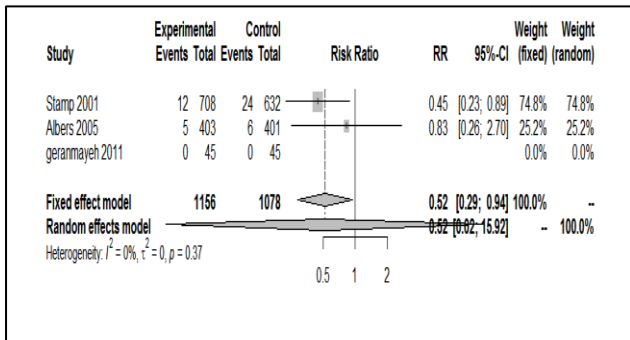 Experimental Control Weight Weight
Study Events Total Events Total Risk Ratio RR 95%-CI (fixed) (random)
Stamp 2001 12 708 24 632 0.45 [0.23; 0.89] 74.8% 74.8%
Albers 2005 5 403 6 401 0.83 [0.26; 2.70] 25.2% 25.2%
geranmayeh 2011 0 45 0 45 0.0% 0.0%
Fixed effect model 1156 1078 0.52 [0.29; 0.94] 100.0% --
Random effects model 0.52 [0.02; 15.92] -- 100.0%
Heterogeneity: I² = 0%, τ² = 0, p = 0.37
0.5 1 2